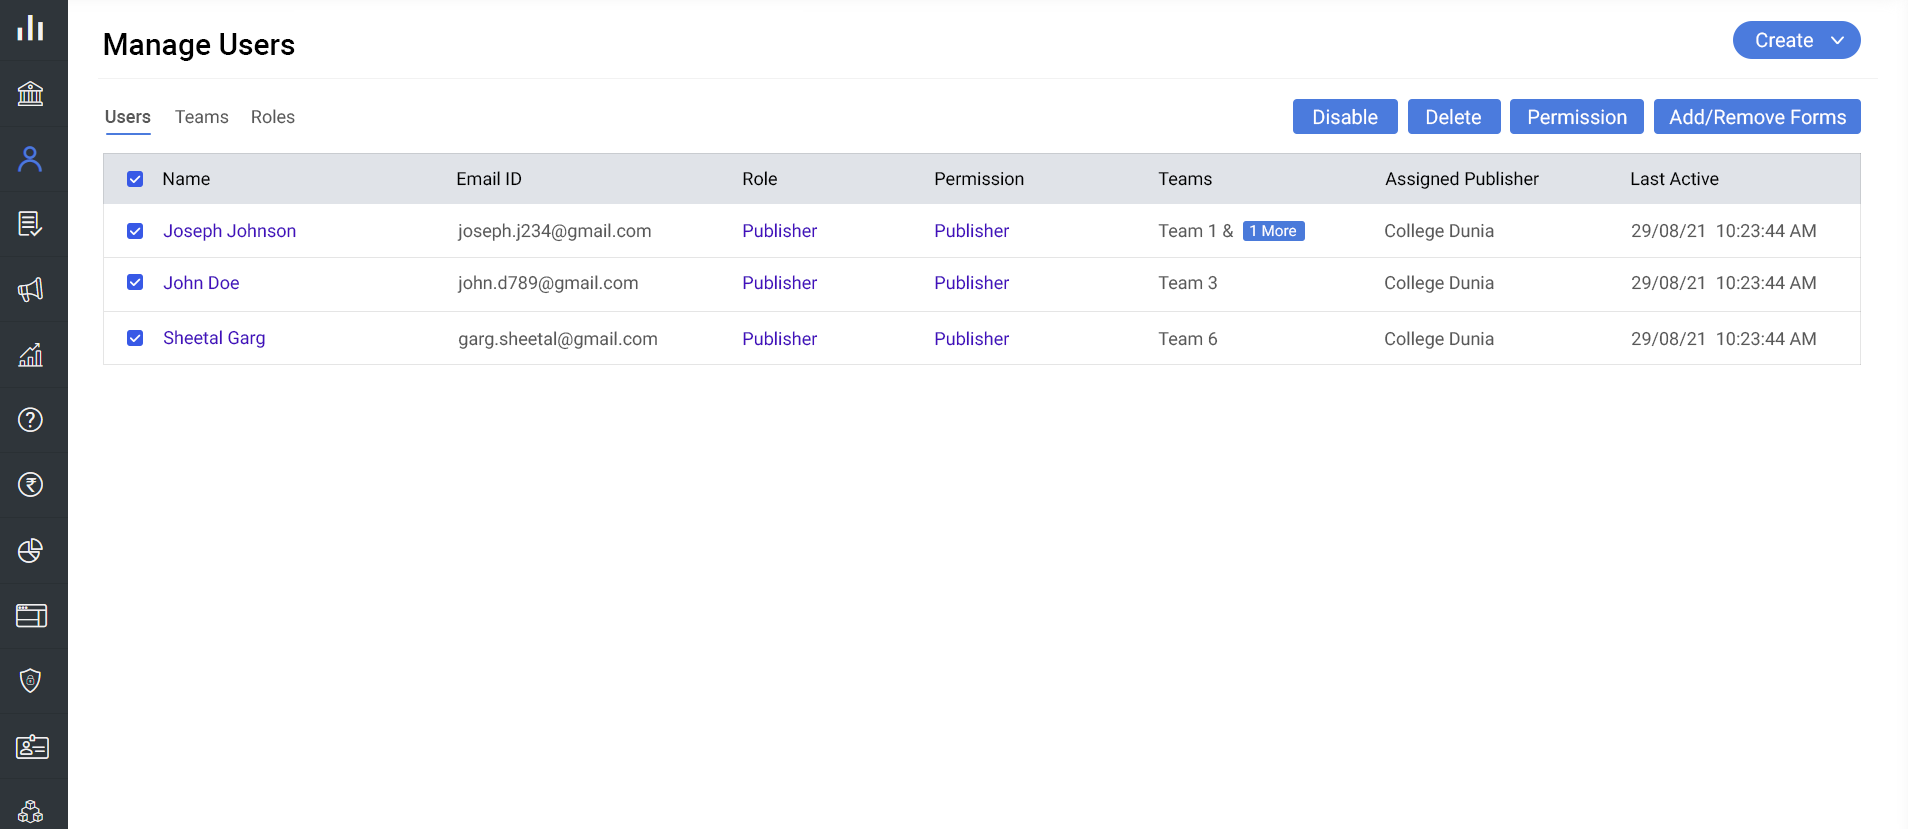 Manage Users
Create
Users Teams Roles
Disable Delete Permission Add/Remove Forms
Name Email ID Role Permission Teams Assigned Publisher Last Active
Joseph Johnson joseph.j234@gmail.com Publisher Publisher Team 1 & 1 More College Dunia 29/08/21 10:23:44 AM
John Doe john.d789@gmail.com Publisher Publisher Team 3 College Dunia 29/08/21 10:23:44 AM
Sheetal Garg garg.sheetal@gmail.com Publisher Publisher Team 6 College Dunia 29/08/21 10:23:44 AM